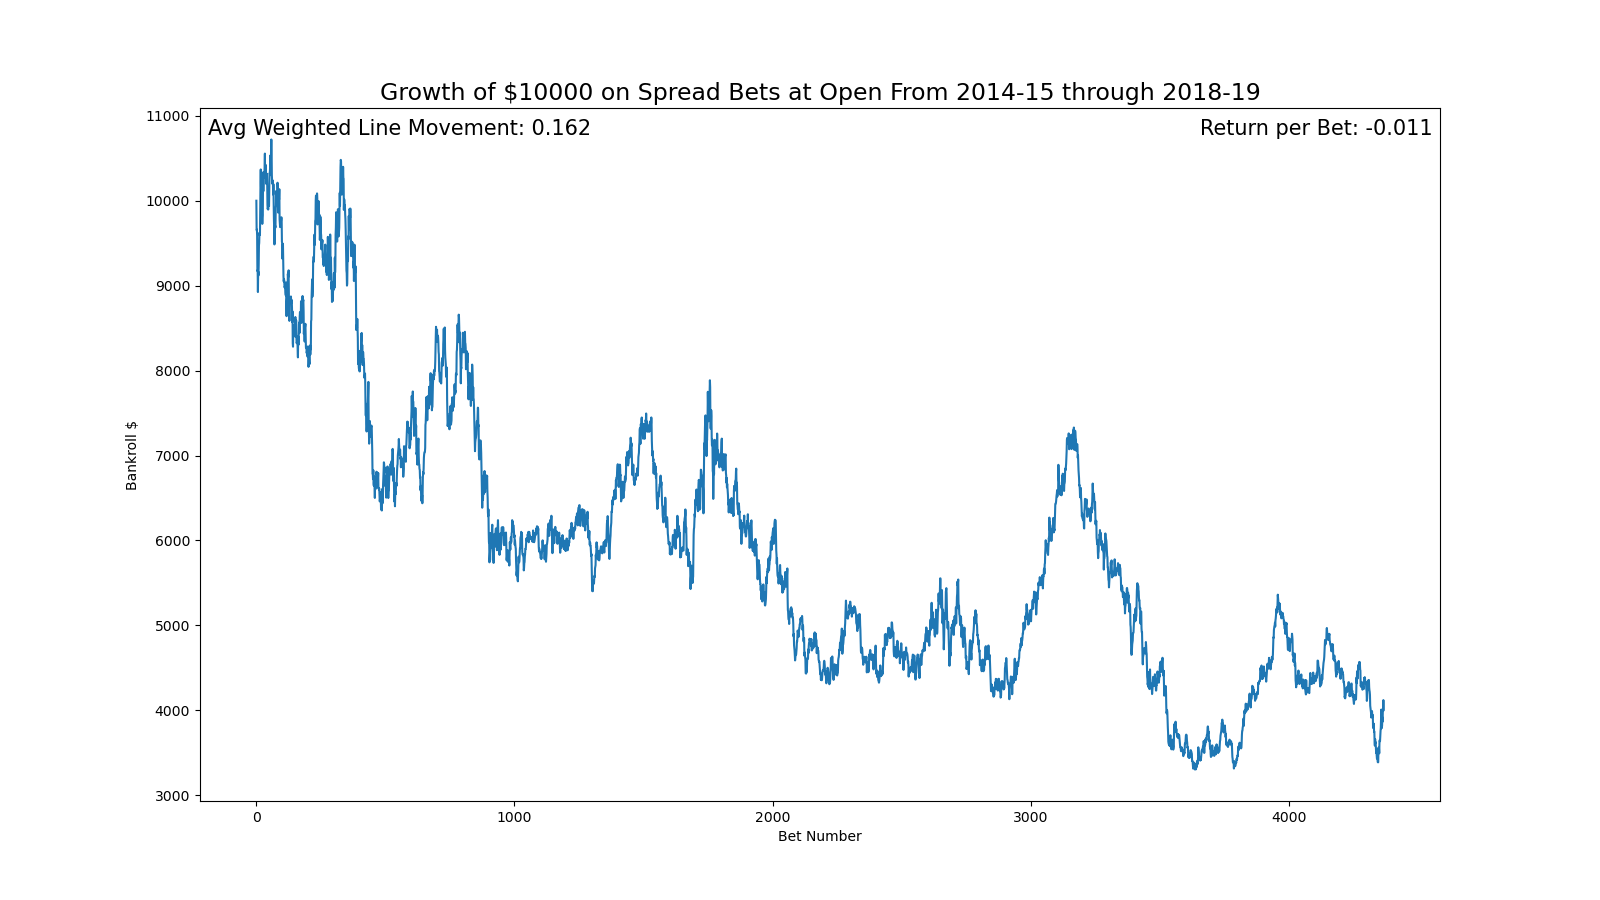 Growth of $10000 on Spread Bets at Open From 2014-15 through 2018-19
Avg Weighted Line Movement: 0.162
Return per Bet: -0.011
11000
10000
9000
8000
7000
6000
5000
4000
3000
Bankroll $
0
1000
2000
3000
4000
Bet Number